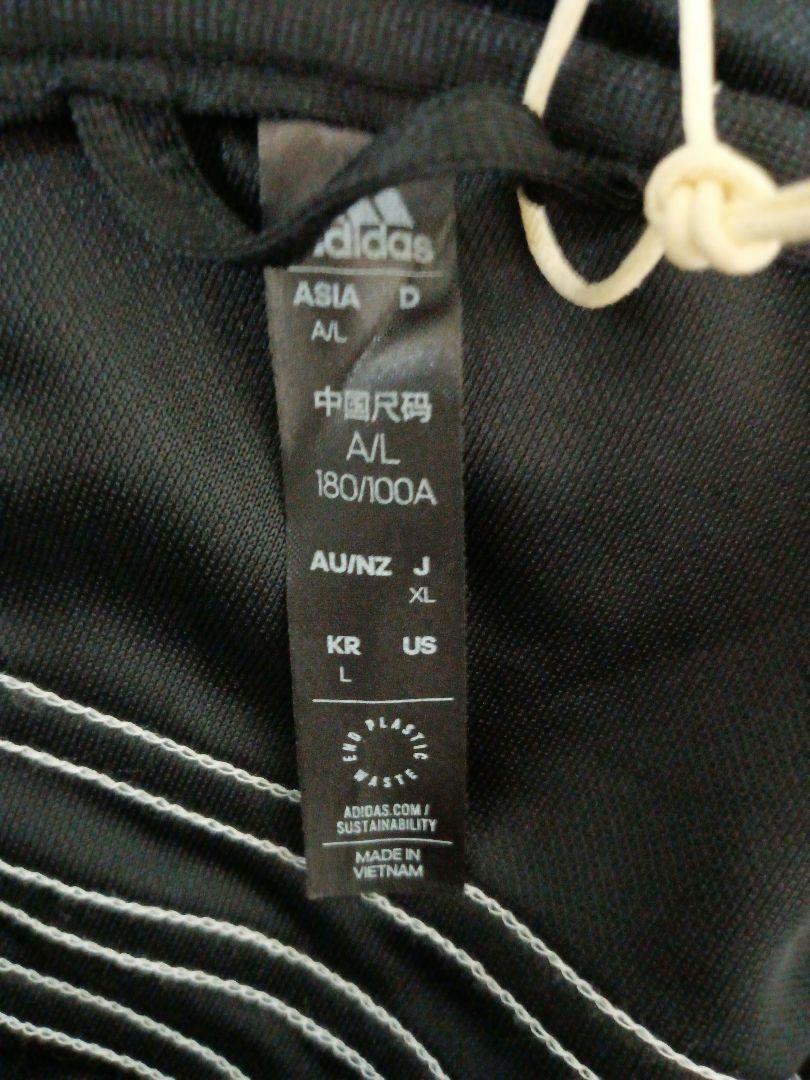 adidas
ASIA D
A/L
中国尺码
A/L
180/100A
AU/NZ J
XL
KR US
L
END PLASTIC WASTE
ADIDAS.COM/
SUSTAINABILITY
MADE IN
VIETNAM